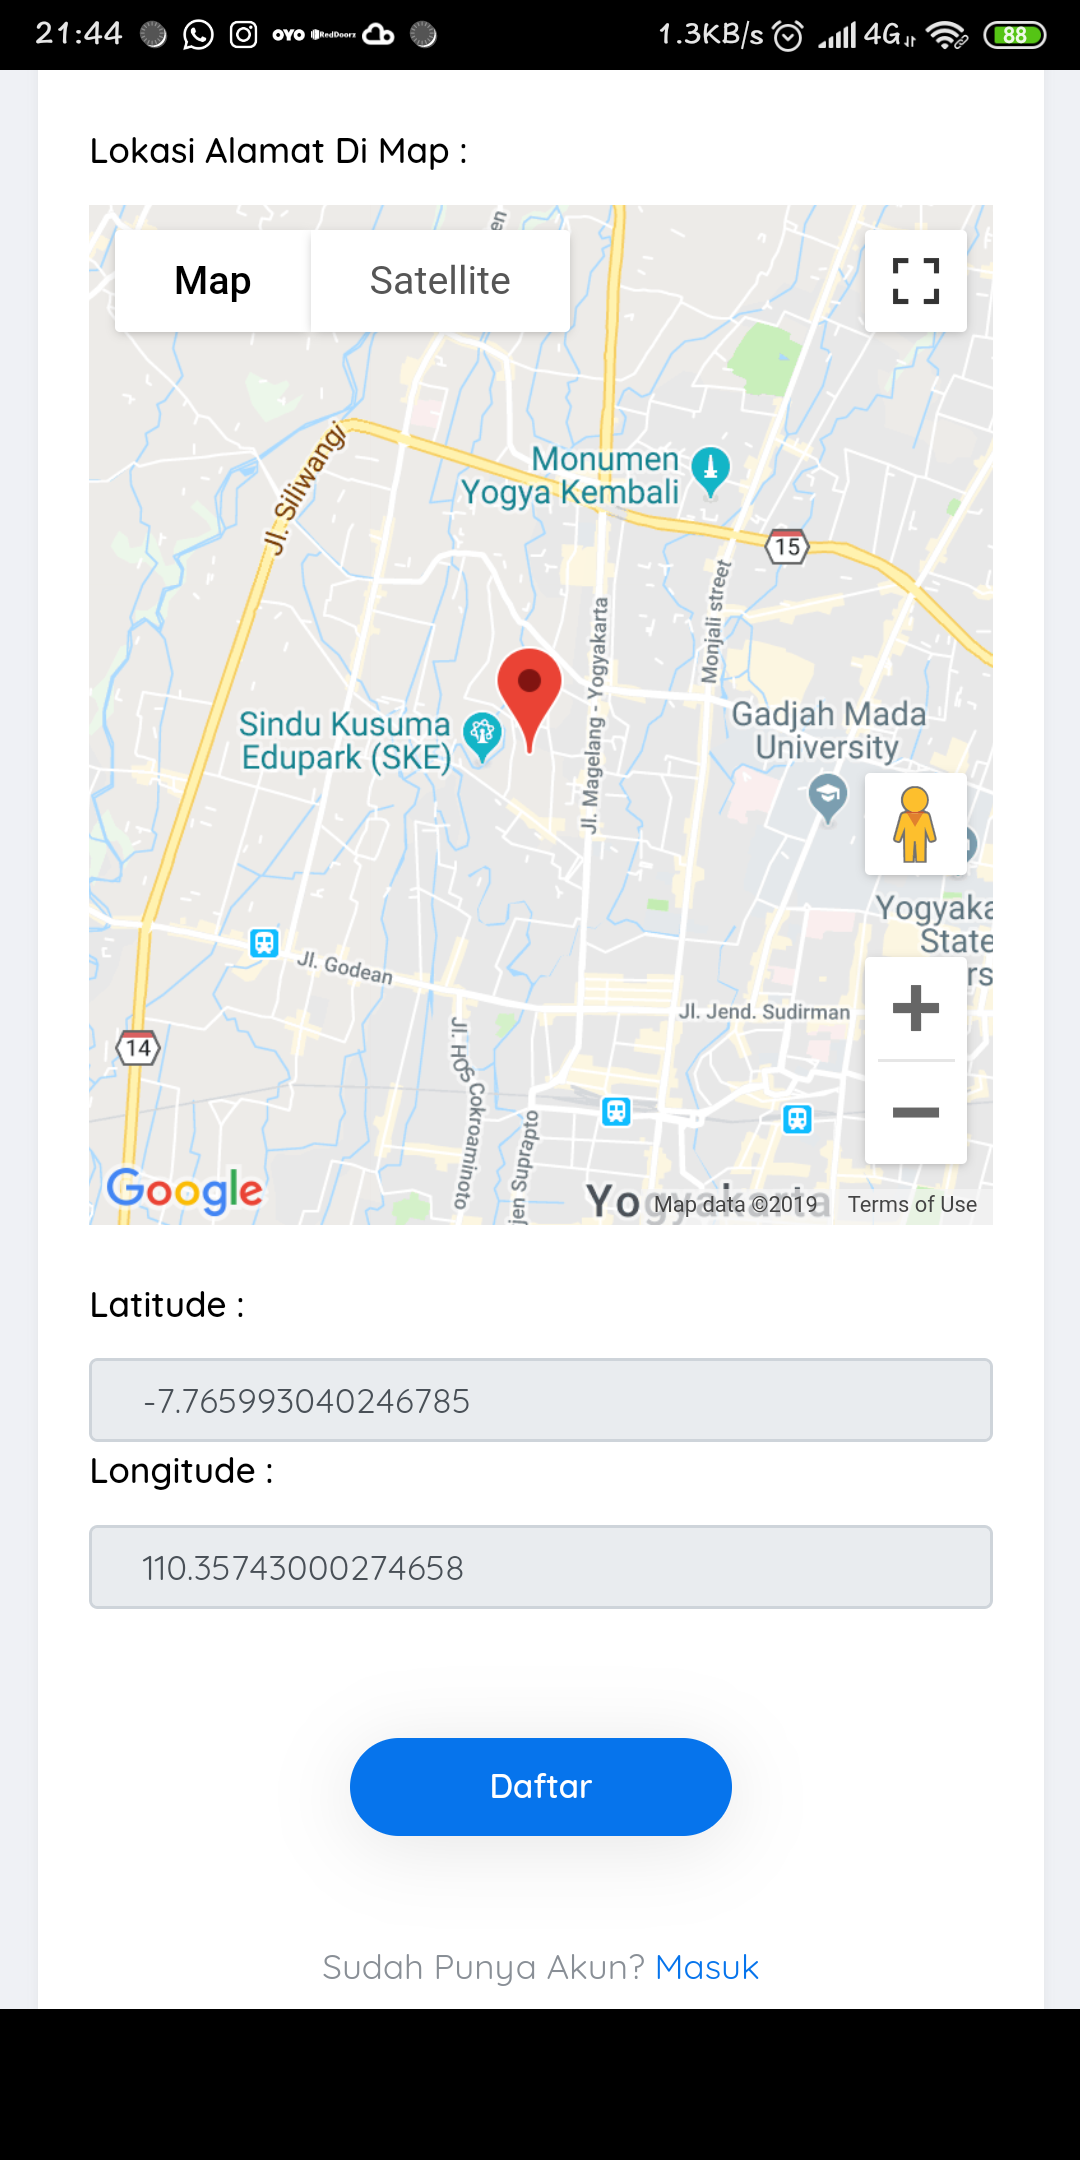 21:44
OYO
RedDoorz
1.3KB/s
4G
88
Lokasi Alamat Di Map :
en
Map
Satellite
Jl. Siliwangi
Monumen
Yogya Kembali
15
Monjali street
Jl. Magelang - Yogyakarta
Sindu Kusuma
Edupark (SKE)
Gadjah Mada
University
Yogyaka
State
rs
Jl. Godean
Jl. Jend. Sudirman
14
Jl. HOS Cokroaminoto
jen Suprapto
Google
Yogyakarta
Map data ©2019
Terms of Use
Latitude :
-7.765993040246785
Longitude :
110.35743000274658
Daftar
Sudah Punya Akun? Masuk